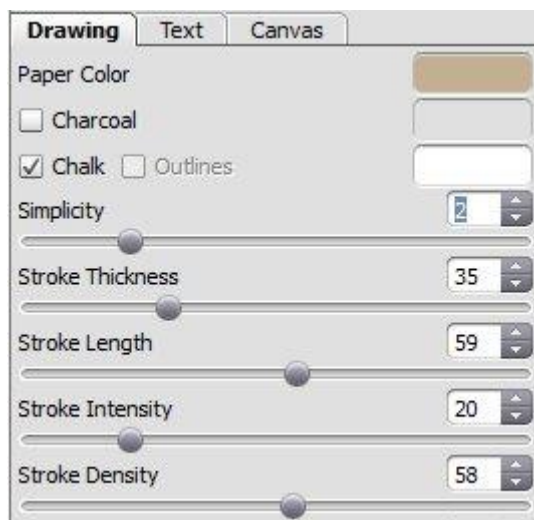 Drawing Text Canvas
Paper Color
Charcoal
Chalk Outlines
Simplicity 2
Stroke Thickness 35
Stroke Length 59
Stroke Intensity 20
Stroke Density 58